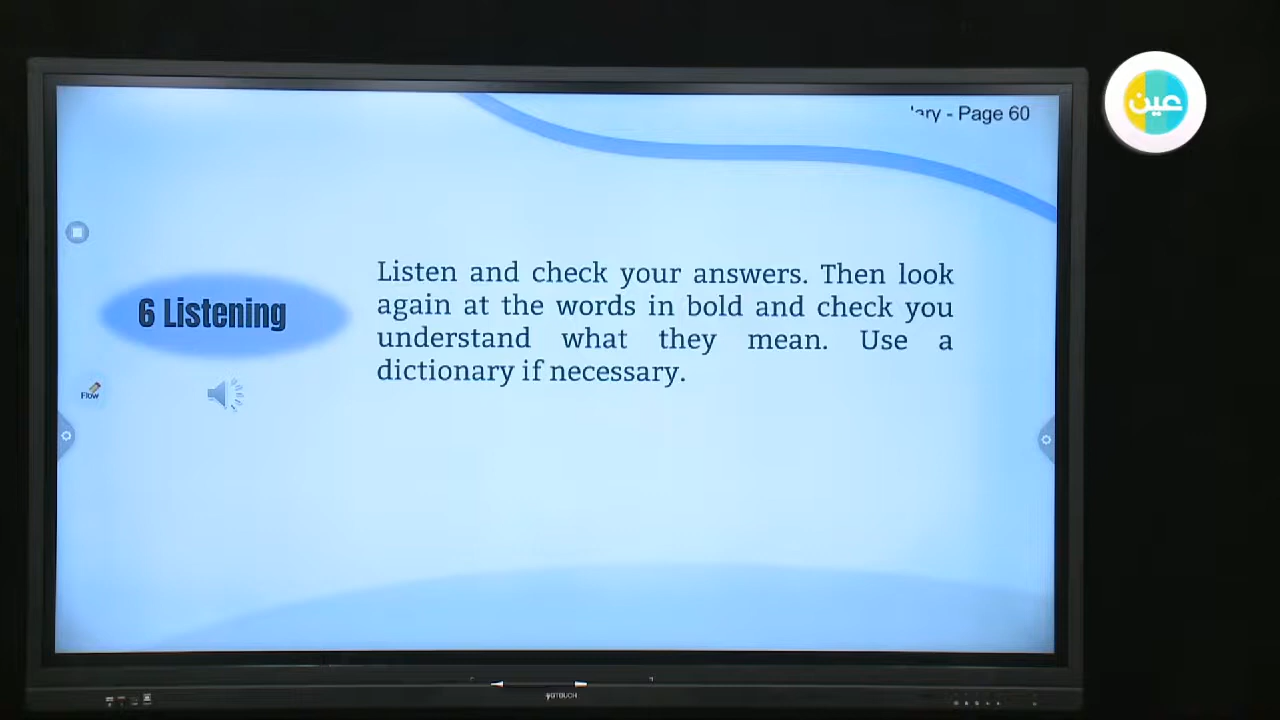 عين
- Page 60
Listen and check your answers. Then look
again at the words in bold and check you
understand what they mean. Use a
dictionary if necessary.
6 Listening
Flow